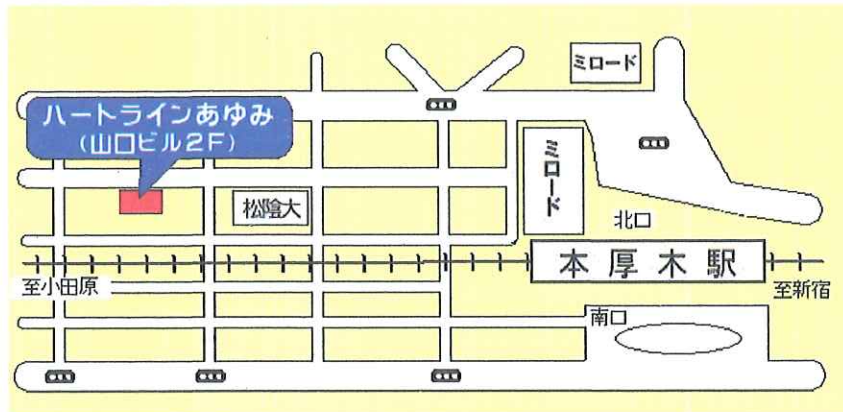 ミロード
ハートラインあゆみ
(山口ビル2F)
ミロード
松陰大
北口
本厚木駅
至小田原
至新宿
南口